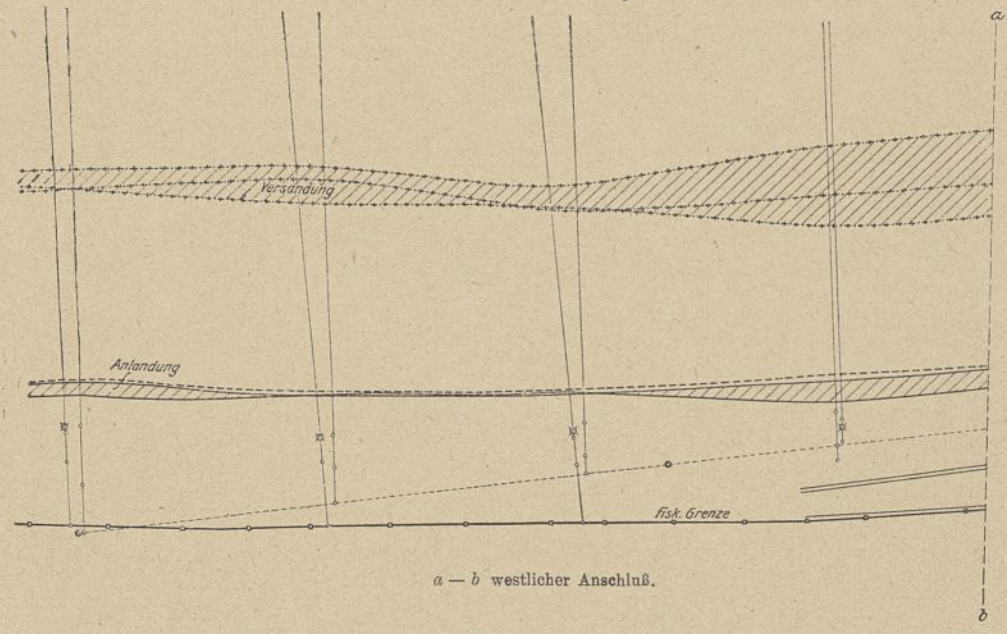 a
Versandung
Anlandung
fisk. Grenze
a — b westlicher Anschluß.
b